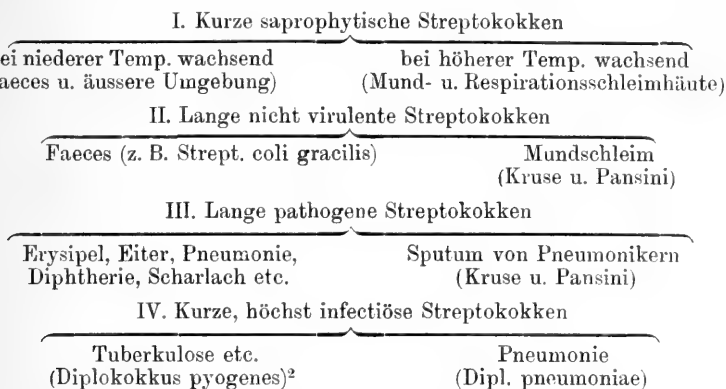 I. Kurze saprophytische Streptokokken
ei niederer Temp. wachsend bei höherer Temp. wachsend
aeces u. äussere Umgebung) (Mund- u. Respirationsschleimhäute)
II. Lange nicht virulente Streptokokken
Faeces (z. B. Strept. coli gracilis) Mundschleim
(Kruse u. Pansini)
III. Lange pathogene Streptokokken
Erysipel, Eiter, Pneumonie, Sputum von Pneumonikern
Diphtherie, Scharlach etc. (Kruse u. Pansini)
IV. Kurze, höchst infectiöse Streptokokken
Tuberkulose etc. Pneumonie
(Diplokokkus pyogenes)² (Dipl. pneumoniae)